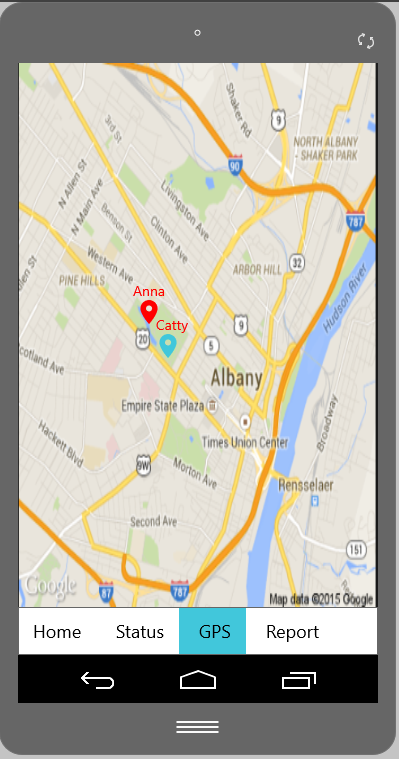 Shaker Rd
9
NORTH ALBANY
- SHAKER PARK
3rd St
90
N Allen St
N Main Ave
Livingston Ave
787
Benson St
Clinton Ave
Western Ave
ARBOR HILL
32
Hudson River
PINE HILLS
Anna
Catty
9
20
5
Albany
Empire State Plaza
Times Union Center
Broadway
Hackett Blvd
9W
Morton Ave
Rensselaer
Second Ave
151
87
787
Google
Map data ©2015 Google
Home Status GPS Report